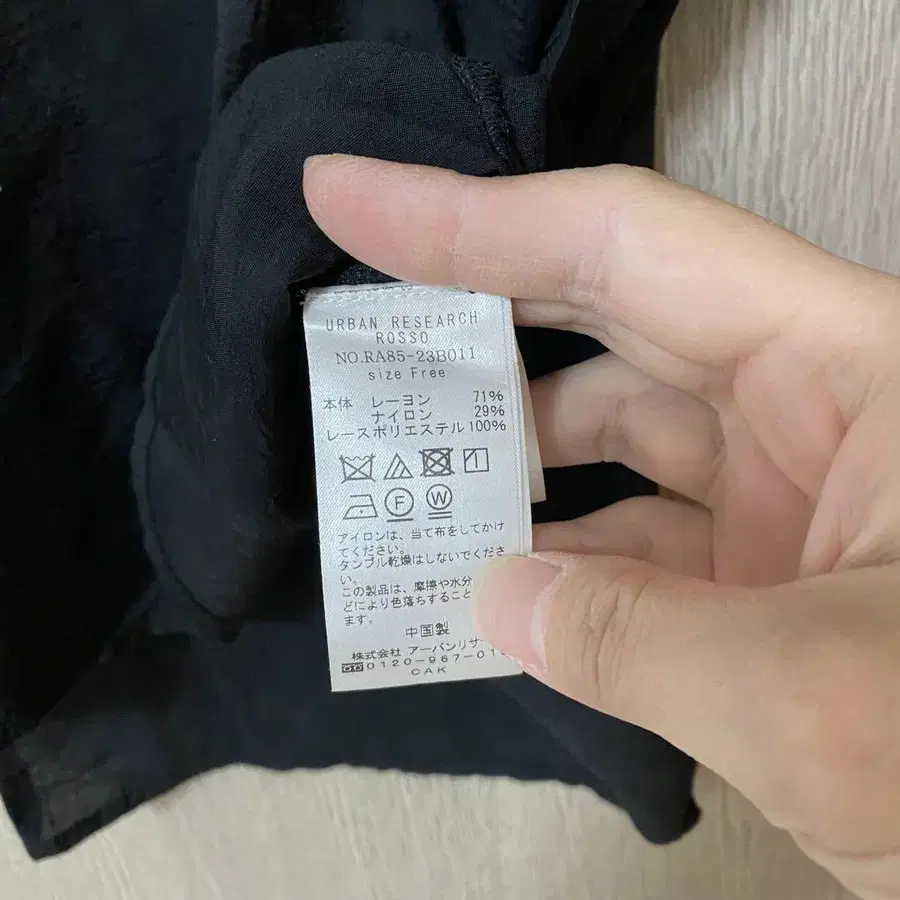 URBAN RESEARCH
ROSSO
NO.RA85-23B011
size Free
本体 レーヨン 71%
ナイロン 29%
レースポリエステル 100%
F W
アイロンは、当て布をしてかけ
てください。
タンブル乾燥はしないでくださ
い。
この製品は、摩擦や水分
どにより色落ちすること
ます。
中国製
株式会社 アーバンリサ
0120-987-01
CAK